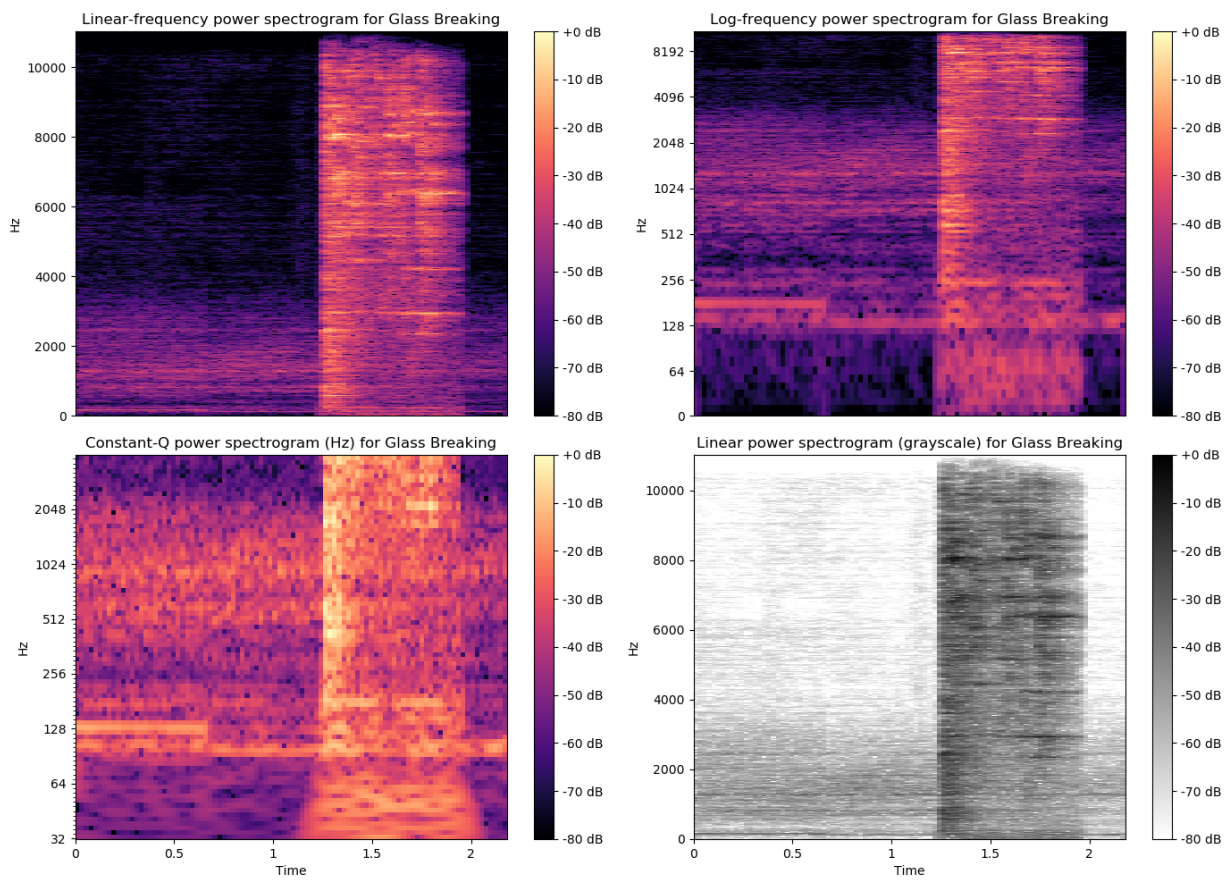 Linear-frequency power spectrogram for Glass Breaking
Hz
10000
8000
6000
4000
2000
0
+0 dB
-10 dB
-20 dB
-30 dB
-40 dB
-50 dB
-60 dB
-70 dB
-80 dB
Log-frequency power spectrogram for Glass Breaking
Hz
8192
4096
2048
1024
512
256
128
64
0
+0 dB
-10 dB
-20 dB
-30 dB
-40 dB
-50 dB
-60 dB
-70 dB
-80 dB
Constant-Q power spectrogram (Hz) for Glass Breaking
Hz
2048
1024
512
256
128
64
32
0
0.5
1
1.5
2
Time
+0 dB
-10 dB
-20 dB
-30 dB
-40 dB
-50 dB
-60 dB
-70 dB
-80 dB
Linear power spectrogram (grayscale) for Glass Breaking
Hz
10000
8000
6000
4000
2000
0
0
0.5
1
1.5
2
Time
+0 dB
-10 dB
-20 dB
-30 dB
-40 dB
-50 dB
-60 dB
-70 dB
-80 dB